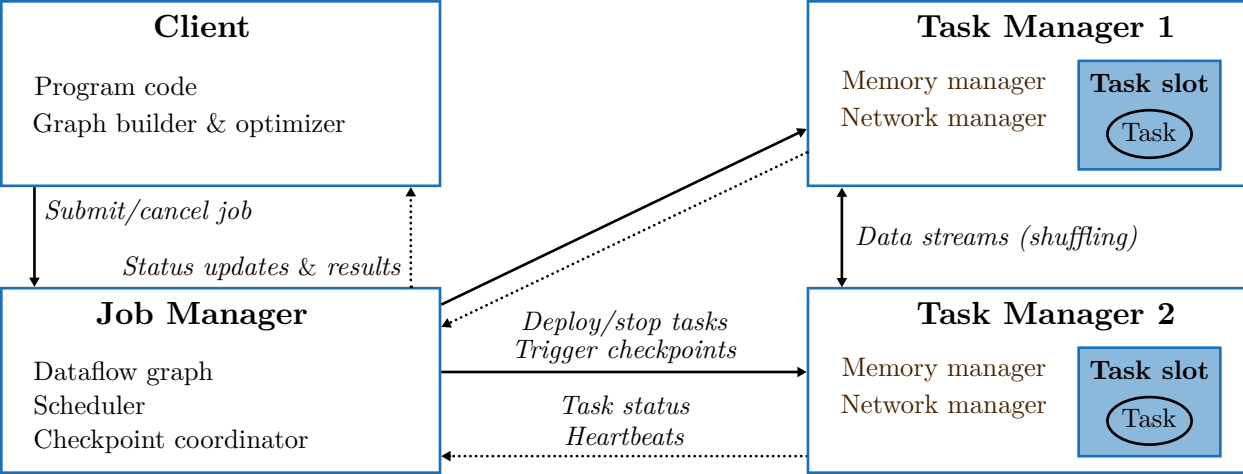 Client
Program code
Graph builder & optimizer
Submit/cancel job
Status updates & results
Job Manager
Dataflow graph
Scheduler
Checkpoint coordinator
Deploy/stop tasks
Trigger checkpoints
Task status
Heartbeats
Task Manager 1
Memory manager
Network manager
Task slot
Task
Data streams (shuffling)
Task Manager 2
Memory manager
Network manager
Task slot
Task